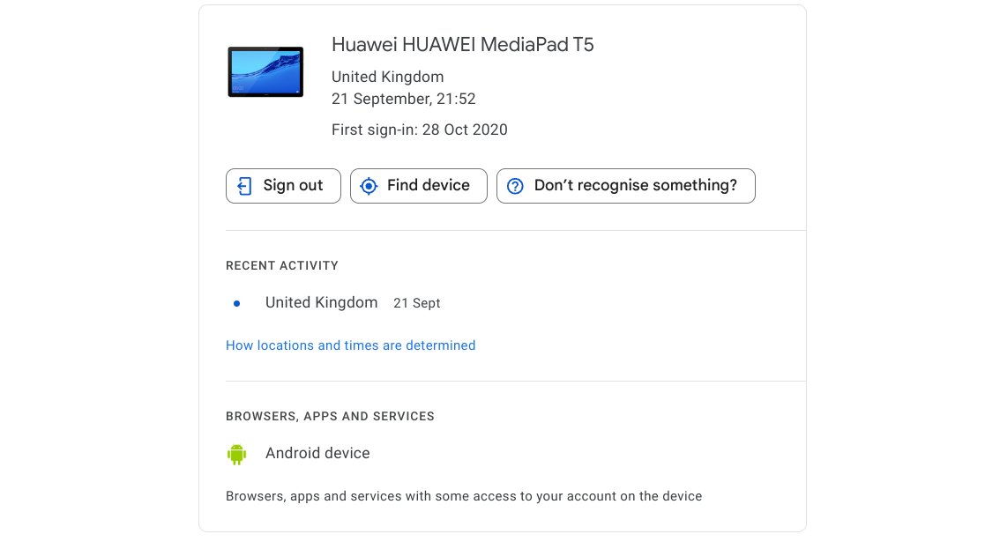 Huawei HUAWEI MediaPad T5
United Kingdom
21 September, 21:52
First sign-in: 28 Oct 2020
Sign out
Find device
Don’t recognise something?
RECENT ACTIVITY
United Kingdom 21 Sept
How locations and times are determined
BROWSERS, APPS AND SERVICES
Android device
Browsers, apps and services with some access to your account on the device